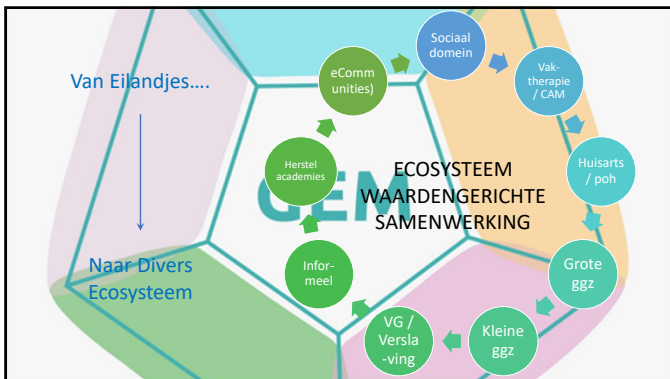 Van Eilandjes....
Naar Divers
Ecosysteem
GEM
ECOSYSTEEM
WAARDENGERICHTE
SAMENWERKING
Sociaal
domein
Vak-
therapie
/ CAM
Huisarts
/ poh
Grote
ggz
Kleine
ggz
VG /
Versla
-ving
Infor-
meel
Herstel
academies
eComm
unities)